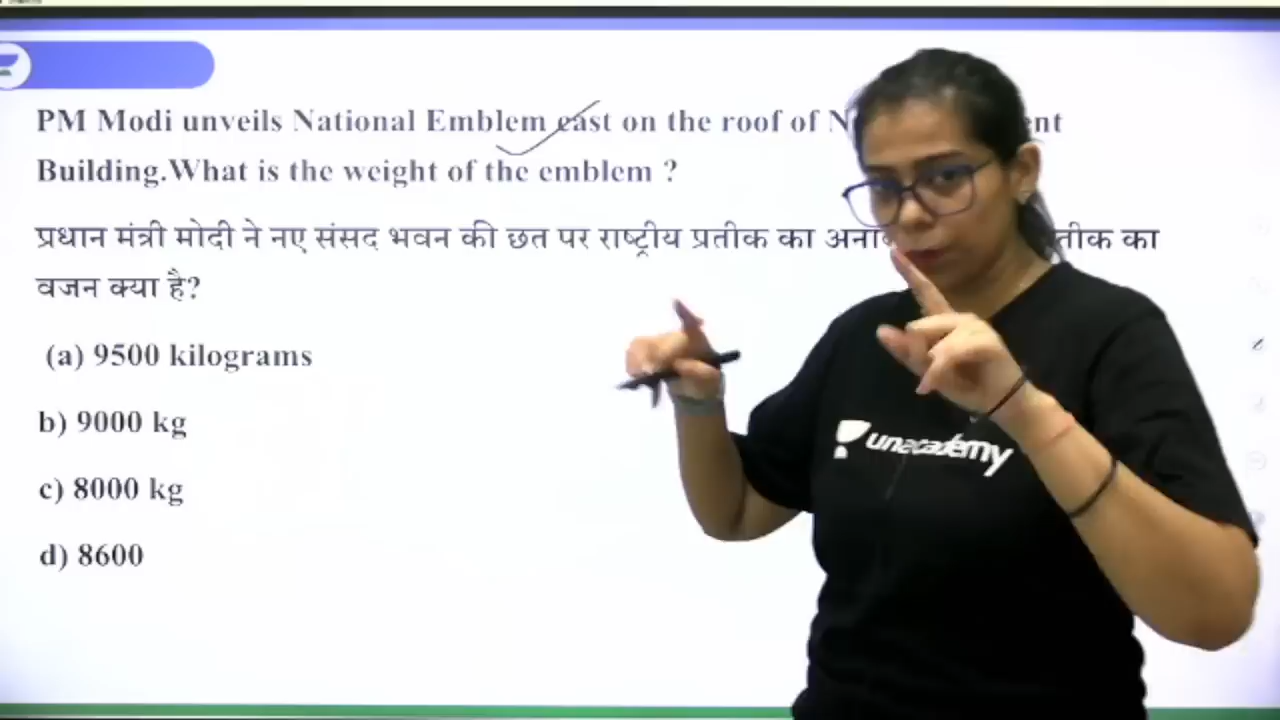 PM Modi unveils National Emblem cast on the roof of N ent
Building.What is the weight of the emblem ?
प्रधान मंत्री मोदी ने नए संसद भवन की छत पर राष्ट्रीय प्रतीक का अना तीक का
वजन क्या है?
(a) 9500 kilograms
b) 9000 kg
c) 8000 kg
d) 8600
unacademy